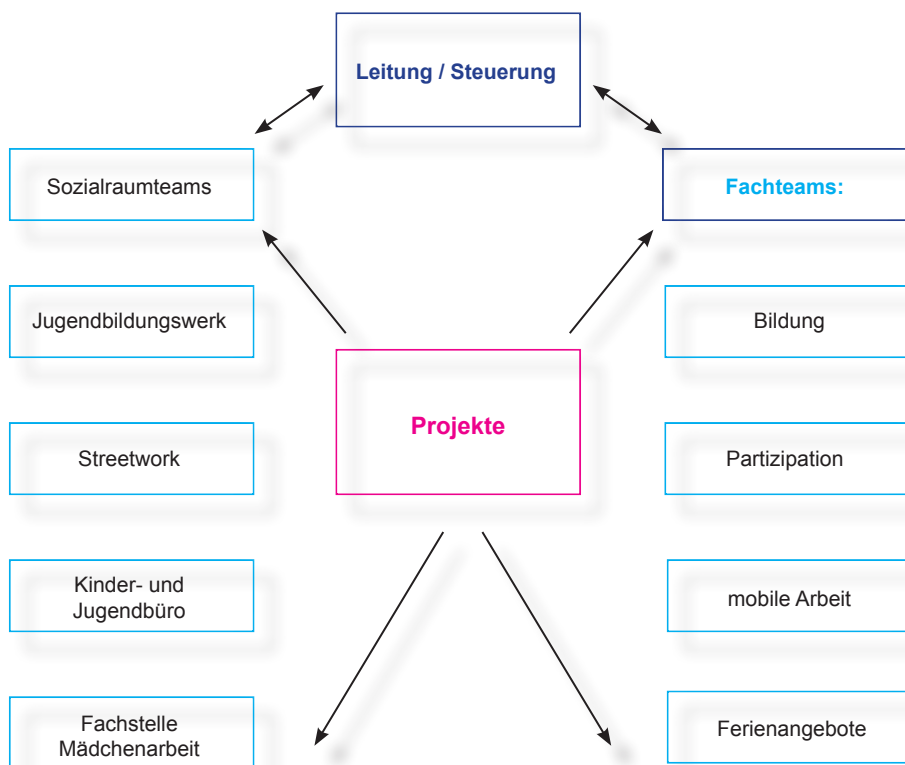 Leitung / Steuerung
Sozialraumteams
Fachteams:
Jugendbildungswerk
Bildung
Projekte
Streetwork
Partizipation
Kinder- und
Jugendbüro
mobile Arbeit
Fachstelle
Mädchenarbeit
Ferienangebote